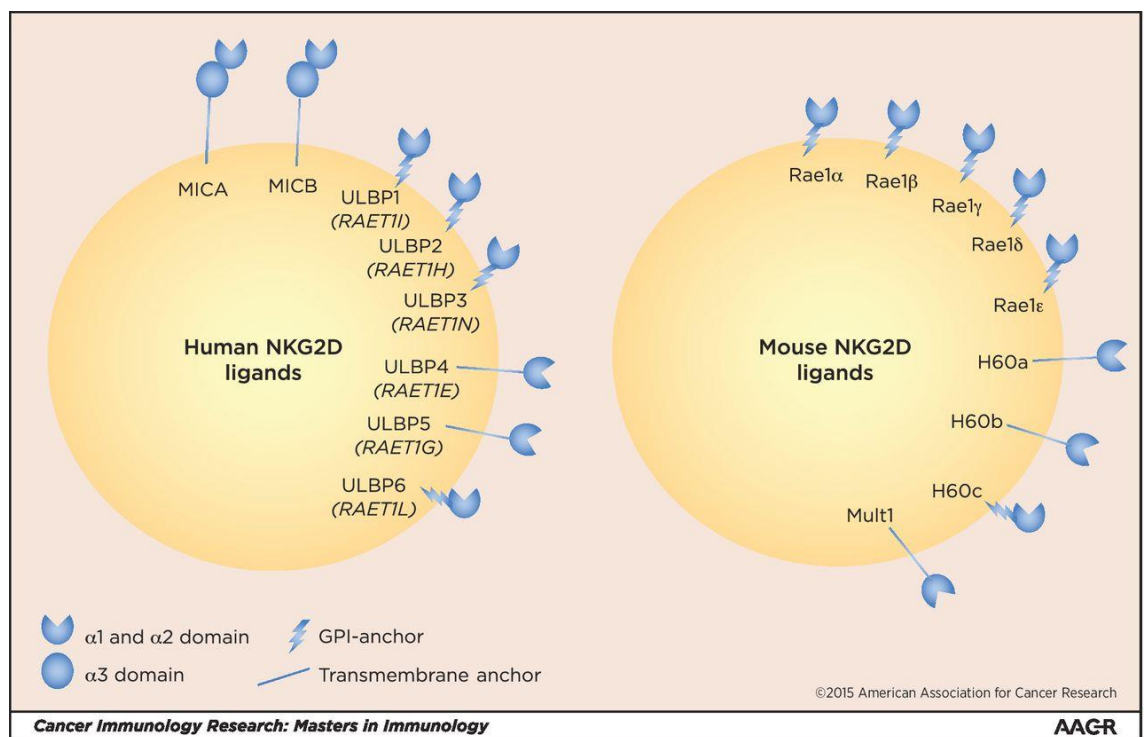 MICA
MICB
ULBP1
(RAET1I)
ULBP2
(RAET1H)
ULBP3
(RAET1N)
Human NKG2D
ligands
ULBP4
(RAET1E)
ULBP5
(RAET1G)
ULBP6
(RAET1L)
Rae1α
Rae1β
Rae1γ
Rae1δ
Rae1ε
Mouse NKG2D
ligands
H60a
H60b
H60c
Mult1
α1 and α2 domain
GPI-anchor
α3 domain
Transmembrane anchor
©2015 American Association for Cancer Research
Cancer Immunology Research: Masters in Immunology
AACR